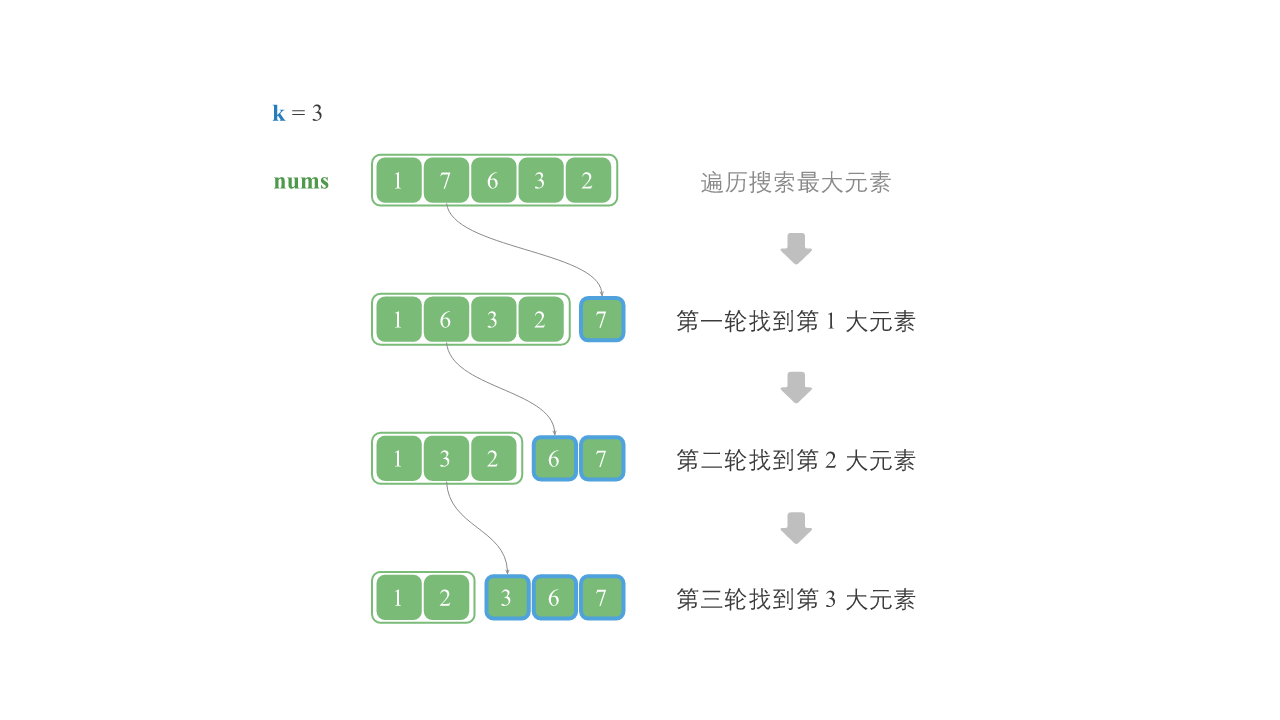 k = 3
nums 1 7 6 3 2 遍历搜索最大元素
1 6 3 2 7 第一轮找到第 1 大元素
1 3 2 6 7 第二轮找到第 2 大元素
1 2 3 6 7 第三轮找到第 3 大元素